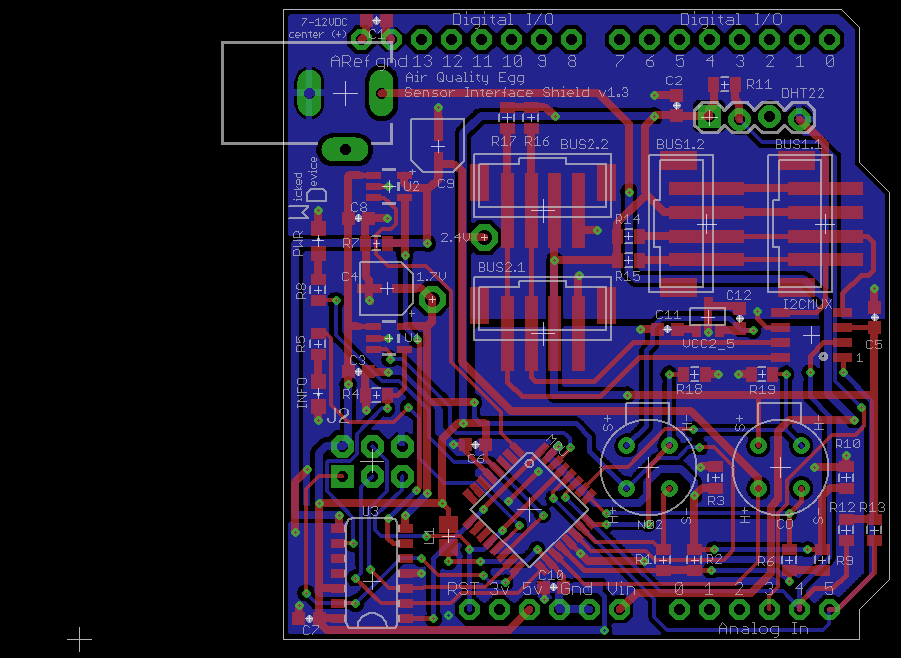 7-12VDC Digital I/O Digital I/O
center (+) C1
ARef gnd 13 12 11 10 9 8 7 6 5 4 3 2 1 0
Air Quality Egg
Sensor Interface Shield v1.3
C2 R11 DHT22
R17 R16 BUS2.2 BUS1.2 BUS1.1
Wicked Device
U2 C9
C8 R14
PWR R7 2.4V
R15
C4 1.7V BUS2.1
R8 C12 I2CMUX
C11
R5 U1 VCC2_5 C5
1
C3
INFO R4 R18 R19
J2
S+ H- S+ H-
C6 R10
R3
U3 R12 R13
H+ NO2 S- H+ CO S-
L1
R1 R2 R6 R9
C10
RST 3v 5v Gnd Vin 0 1 2 3 4 5
C7 Analog In